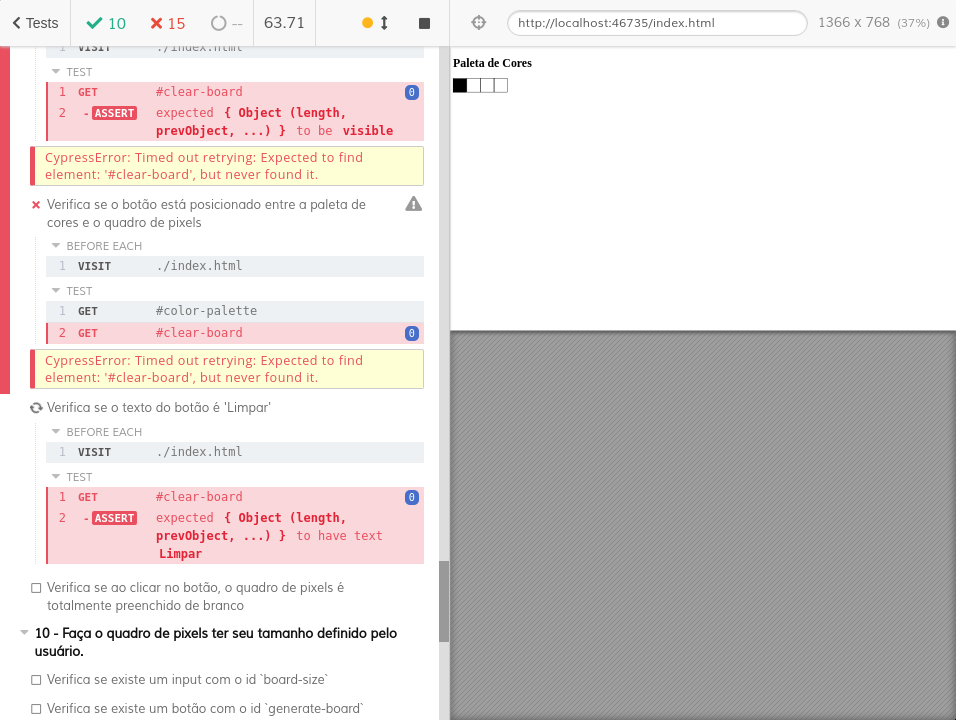 Tests
10
15
--
63.71
http://localhost:46735/index.html
1366 x 768 (37%)
1 VISIT ./index.html
TEST
1 GET #clear-board 0
2 - ASSERT expected { Object (length,
prevObject, ...) } to be visible
CypressError: Timed out retrying: Expected to find
element: '#clear-board', but never found it.
Verifica se o botão está posicionado entre a paleta de
cores e o quadro de pixels
BEFORE EACH
1 VISIT ./index.html
TEST
1 GET #color-palette
2 GET #clear-board 0
CypressError: Timed out retrying: Expected to find
element: '#clear-board', but never found it.
Verifica se o texto do botão é 'Limpar'
BEFORE EACH
1 VISIT ./index.html
TEST
1 GET #clear-board 0
2 - ASSERT expected { Object (length,
prevObject, ...) } to have text
Limpar
Verifica se ao clicar no botão, o quadro de pixels é
totalmente preenchido de branco
10 - Faça o quadro de pixels ter seu tamanho definido pelo
usuário.
Verifica se existe um input com o id `board-size`
Verifica se existe um botão com o id `generate-board`
Paleta de Cores